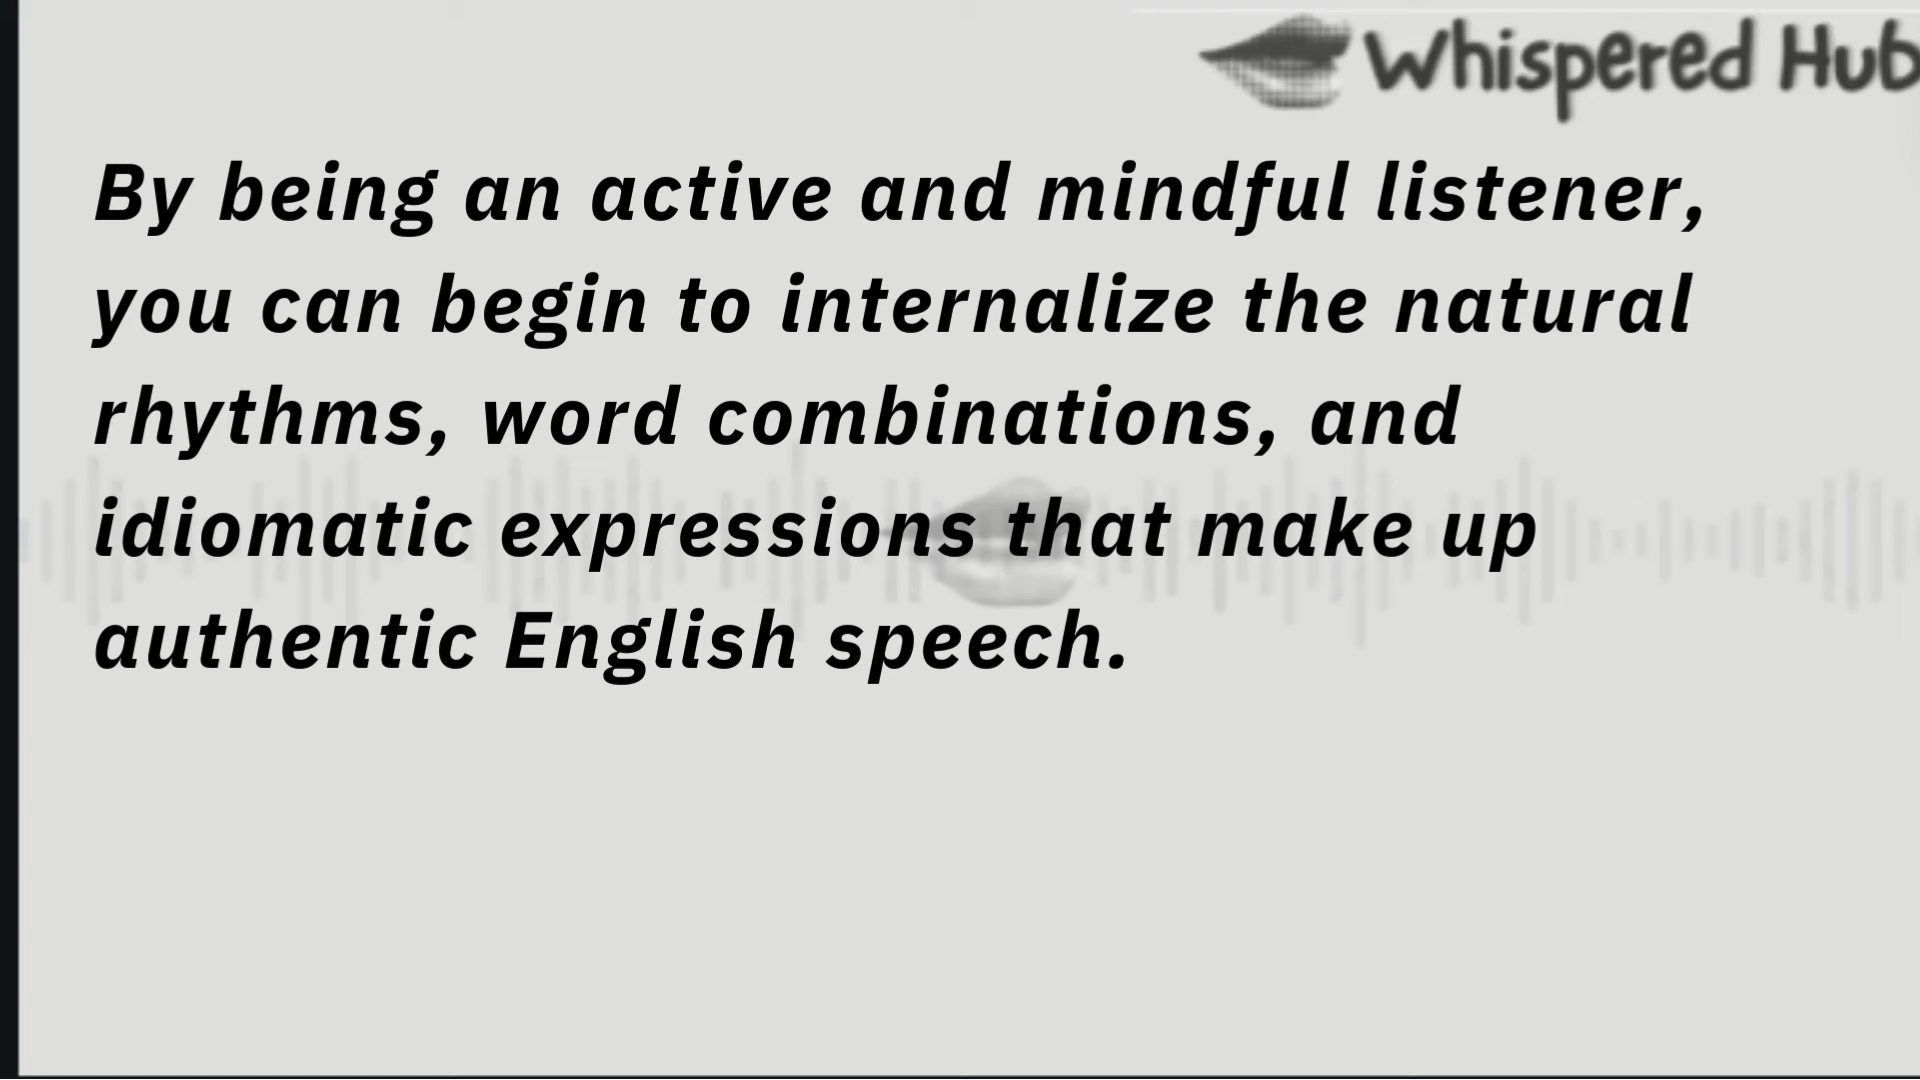 Whispered Hub
By being an active and mindful listener,
you can begin to internalize the natural
rhythms, word combinations, and
idiomatic expressions that make up
authentic English speech.